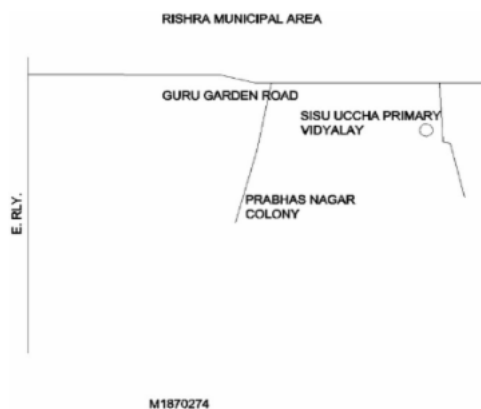 RISHRA MUNICIPAL AREA
GURU GARDEN ROAD
SISU UCCHA PRIMARY
VIDYALAY
PRABHAS NAGAR
COLONY
E. RLY.
M1870274